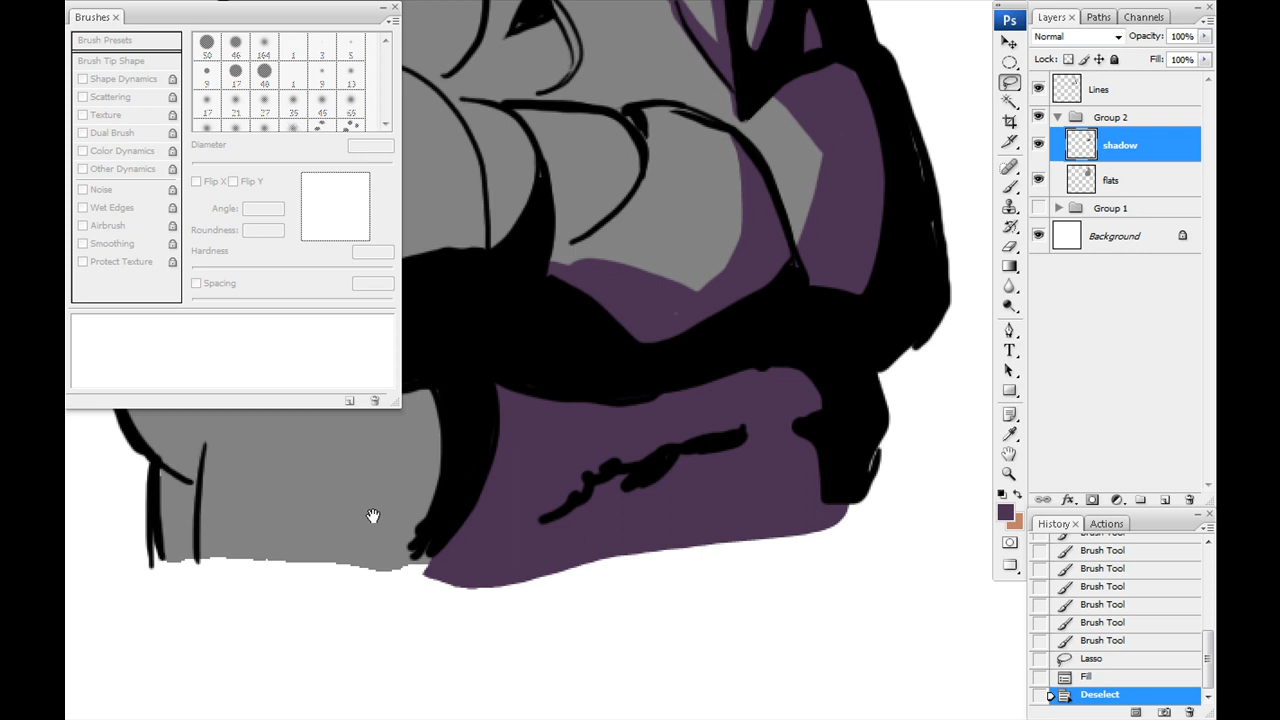 Brushes ×
Brush Presets
Brush Tip Shape
Shape Dynamics
Scattering
Texture
Dual Brush
Color Dynamics
Other Dynamics
Noise
Wet Edges
Airbrush
Smoothing
Protect Texture
50 46 164 1 3 5
9 17 48 1 9 13
17 21 27 35 45 65
Diameter
Flip X Flip Y
Angle:
Roundness:
Hardness
Spacing
Ps
T
Layers × Paths Channels
Normal Opacity: 100%
Lock: Fill: 100%
Lines
Group 2
shadow
flats
Group 1
Background
fx
History × Actions
Brush Tool
Brush Tool
Brush Tool
Brush Tool
Brush Tool
Brush Tool
Lasso
Fill
Deselect